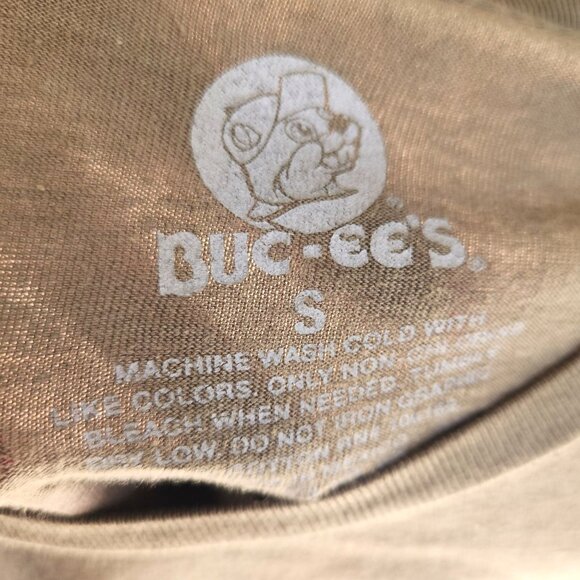 BUC-EE'S
S
MACHINE WASH COLD WITH
LIKE COLORS. ONLY NON-
BLEACH WHEN NEEDED. TUMBLE
DRY LOW. DO NOT IRON GRAPHIC.